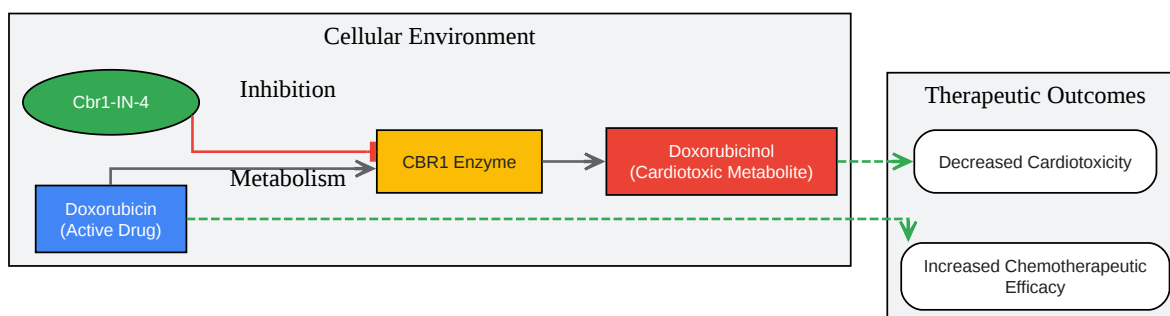 Cellular Environment
Inhibition
Cbr1-IN-4
Therapeutic Outcomes
CBR1 Enzyme
Doxorubicinol
(Cardiotoxic Metabolite)
Decreased Cardiotoxicity
Metabolism
Doxorubicin
(Active Drug)
Increased Chemotherapeutic
Efficacy